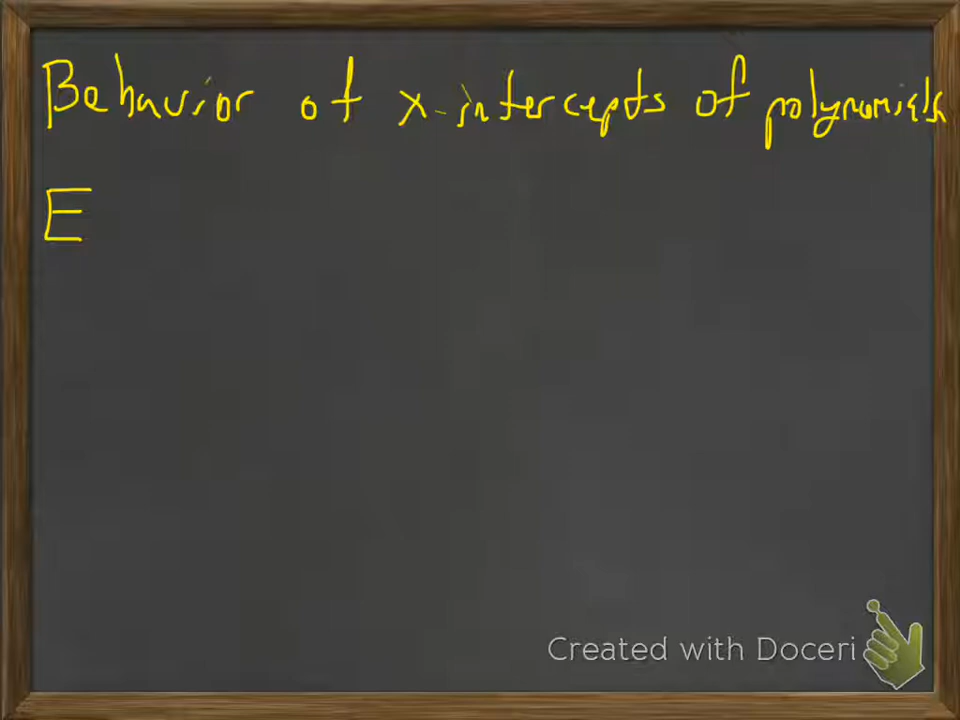 Behavior of x-intercepts of polynomials
E
Created with Doceri